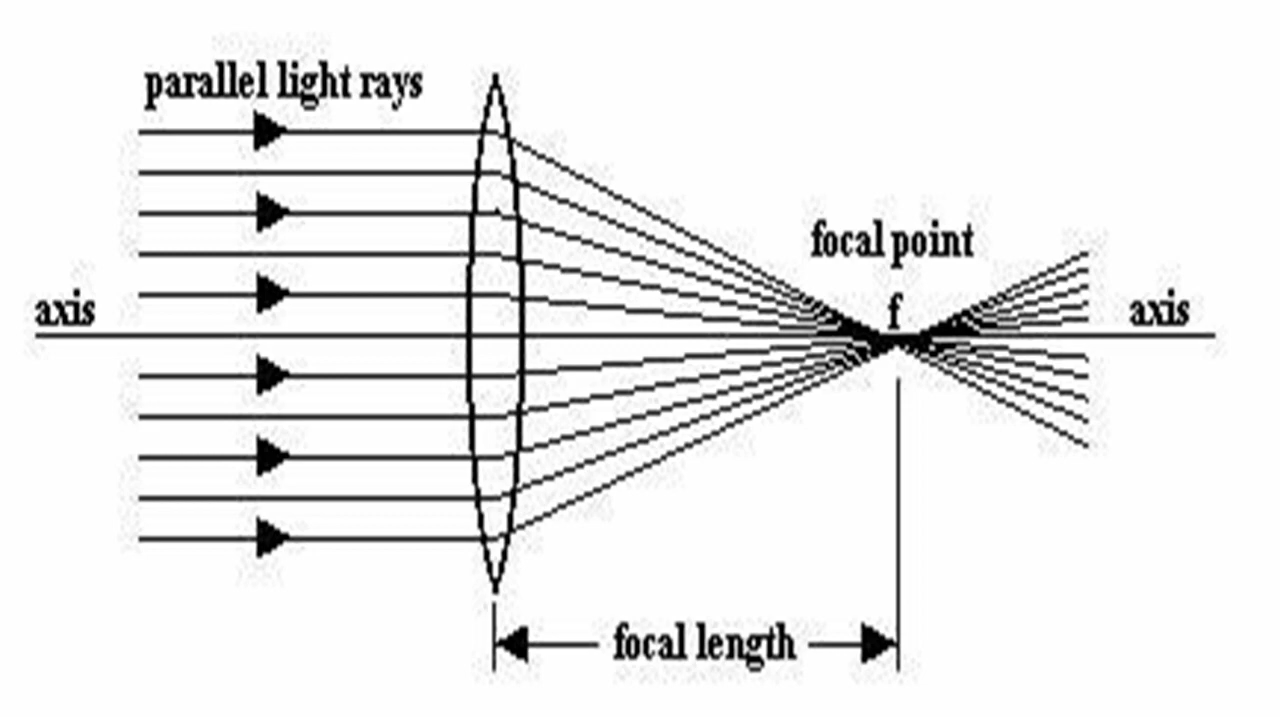 parallel light rays
focal point
f
axis
axis
focal length